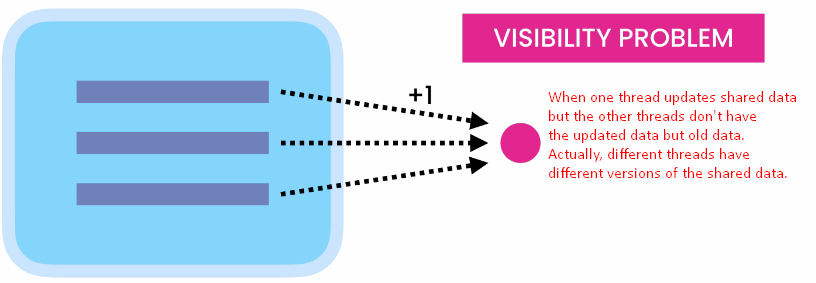 VISIBILITY PROBLEM
+1
When one thread updates shared data
but the other threads don't have
the updated data but old data.
Actually, different threads have
different versions of the shared data.